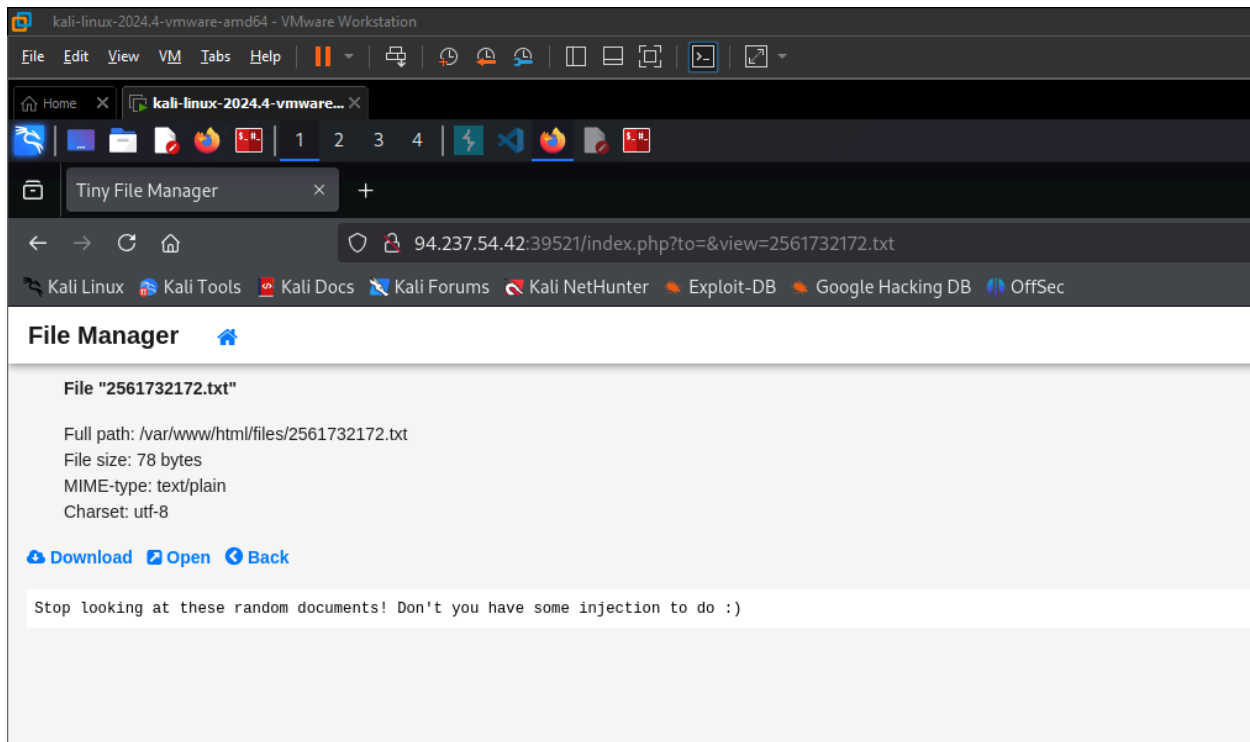 kali-linux-2024.4-vmware-amd64 - VMware Workstation
File Edit View VM Tabs Help
Home kali-linux-2024.4-vmware...
1 2 3 4
Tiny File Manager
94.237.54.42:39521/index.php?to=&view=2561732172.txt
Kali Linux Kali Tools Kali Docs Kali Forums Kali NetHunter Exploit-DB Google Hacking DB OffSec
File Manager
File "2561732172.txt"
Full path: /var/www/html/files/2561732172.txt
File size: 78 bytes
MIME-type: text/plain
Charset: utf-8
Download Open Back
Stop looking at these random documents! Don't you have some injection to do :)